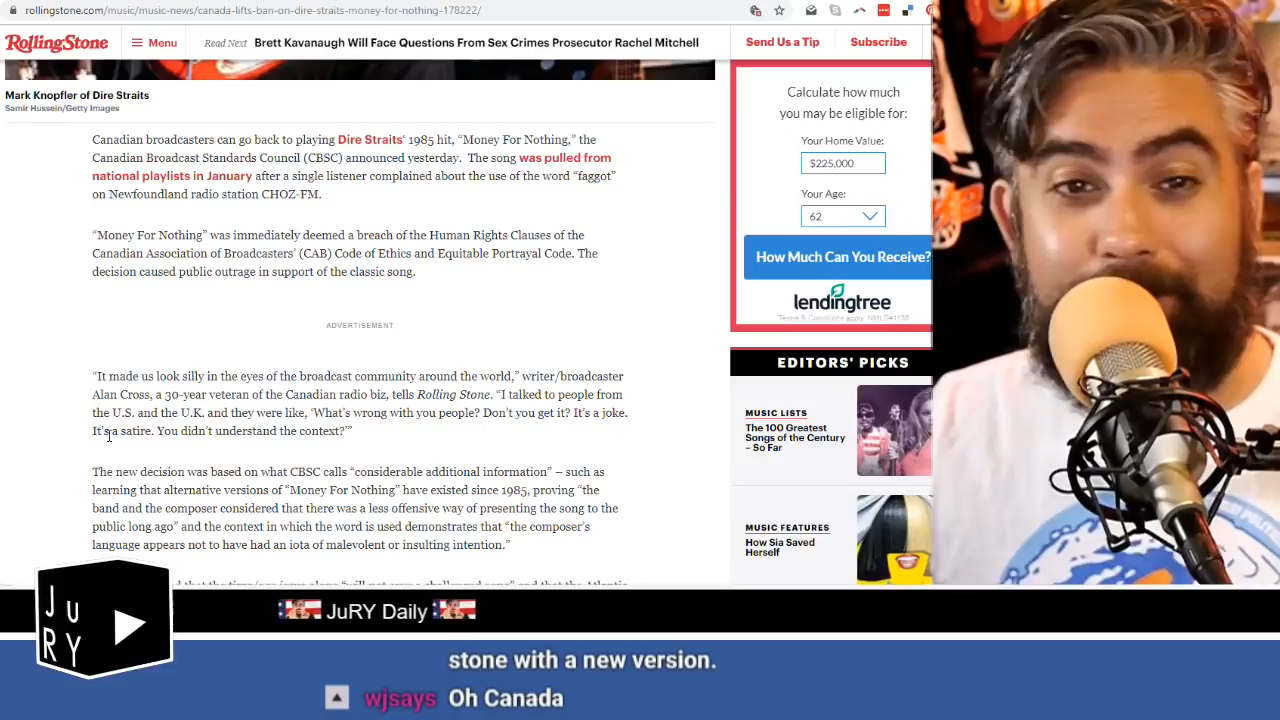 rollingstone.com/music/music-news/canada-lifts-ban-on-dire-straits-money-for-nothing-178222/
RollingStone
Menu
Read Next Brett Kavanaugh Will Face Questions From Sex Crimes Prosecutor Rachel Mitchell
Send Us a Tip
Subscribe
Mark Knopfler of Dire Straits
Samir Hussein/Getty Images
Canadian broadcasters can go back to playing Dire Straits‘ 1985 hit, “Money For Nothing,” the
Canadian Broadcast Standards Council (CBSC) announced yesterday. The song was pulled from
national playlists in January after a single listener complained about the use of the word “faggot”
on Newfoundland radio station CHOZ-FM.
“Money For Nothing” was immediately deemed a breach of the Human Rights Clauses of the
Canadian Association of Broadcasters’ (CAB) Code of Ethics and Equitable Portrayal Code. The
decision caused public outrage in support of the classic song.
ADVERTISEMENT
“It made us look silly in the eyes of the broadcast community around the world,” writer/broadcaster
Alan Cross, a 30-year veteran of the Canadian radio biz, tells Rolling Stone. “I talked to people from
the U.S. and the U.K. and they were like, ‘What’s wrong with you people? Don’t you get it? It’s a joke.
It’s a satire. You didn’t understand the context?’”
The new decision was based on what CBSC calls “considerable additional information” – such as
learning that alternative versions of “Money For Nothing” have existed since 1985, proving “the
band and the composer considered that there was a less offensive way of presenting the song to the
public long ago” and the context in which the word is used demonstrates that “the composer’s
language appears not to have had an iota of malevolent or insulting intention.”
Calculate how much
you may be eligible for:
Your Home Value:
$225,000
Your Age:
62
How Much Can You Receive?
lendingtree
Terms & Conditions apply. NMLS#1136
EDITORS' PICKS
MUSIC LISTS
The 100 Greatest
Songs of the Century
– So Far
MUSIC FEATURES
How Sia Saved
Herself
JURY
JuRY Daily
stone with a new version.
wjsays Oh Canada